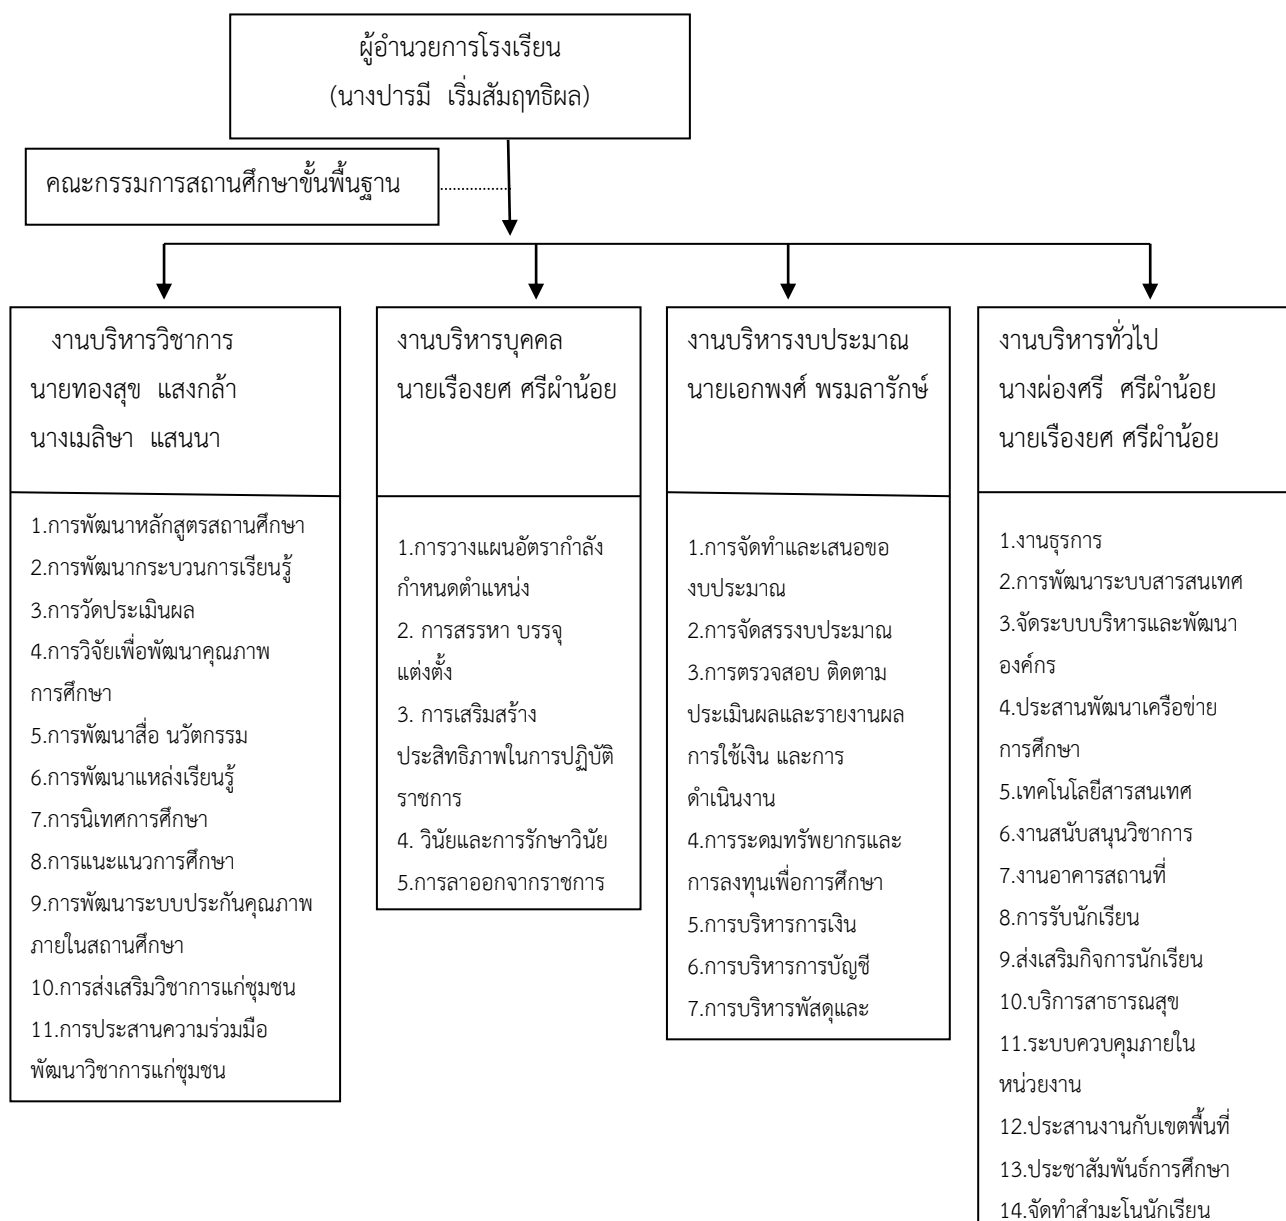 ผู้อำนวยการโรงเรียน
(นางปารมี เริ่มสัมฤทธิผล)
คณะกรรมการสถานศึกษาขั้นพื้นฐาน
งานบริหารวิชาการ
นายทองสุข แสงกล้า
นางเมลิษา แสนนา
1.การพัฒนาหลักสูตรสถานศึกษา
2.การพัฒนากระบวนการเรียนรู้
3.การวัดประเมินผล
4.การวิจัยเพื่อพัฒนาคุณภาพ
การศึกษา
5.การพัฒนาสื่อ นวัตกรรม
6.การพัฒนาแหล่งเรียนรู้
7.การนิเทศการศึกษา
8.การแนะแนวการศึกษา
9.การพัฒนาระบบประกันคุณภาพ
ภายในสถานศึกษา
10.การส่งเสริมวิชาการแก่ชุมชน
11.การประสานความร่วมมือ
พัฒนาวิชาการแก่ชุมชน
งานบริหารบุคคล
นายเรืองยศ ศรีผำน้อย
1.การวางแผนอัตรากำลัง
กำหนดตำแหน่ง
2. การสรรหา บรรจุ
แต่งตั้ง
3. การเสริมสร้าง
ประสิทธิภาพในการปฏิบัติ
ราชการ
4. วินัยและการรักษาวินัย
5.การลาออกจากราชการ
งานบริหารงบประมาณ
นายเอกพงศ์ พรมลารักษ์
1.การจัดทำและเสนอขอ
งบประมาณ
2.การจัดสรรงบประมาณ
3.การตรวจสอบ ติดตาม
ประเมินผลและรายงานผล
การใช้เงิน และการ
ดำเนินงาน
4.การระดมทรัพยากรและ
การลงทุนเพื่อการศึกษา
5.การบริหารการเงิน
6.การบริหารการบัญชี
7.การบริหารพัสดุและ
งานบริหารทั่วไป
นางผ่องศรี ศรีผำน้อย
นายเรืองยศ ศรีผำน้อย
1.งานธุรการ
2.การพัฒนาระบบสารสนเทศ
3.จัดระบบบริหารและพัฒนา
องค์กร
4.ประสานพัฒนาเครือข่าย
การศึกษา
5.เทคโนโลยีสารสนเทศ
6.งานสนับสนุนวิชาการ
7.งานอาคารสถานที่
8.การรับนักเรียน
9.ส่งเสริมกิจการนักเรียน
10.บริการสาธารณสุข
11.ระบบควบคุมภายใน
หน่วยงาน
12.ประสานงานกับเขตพื้นที่
13.ประชาสัมพันธ์การศึกษา
14.จัดทำสำมะโนนักเรียน